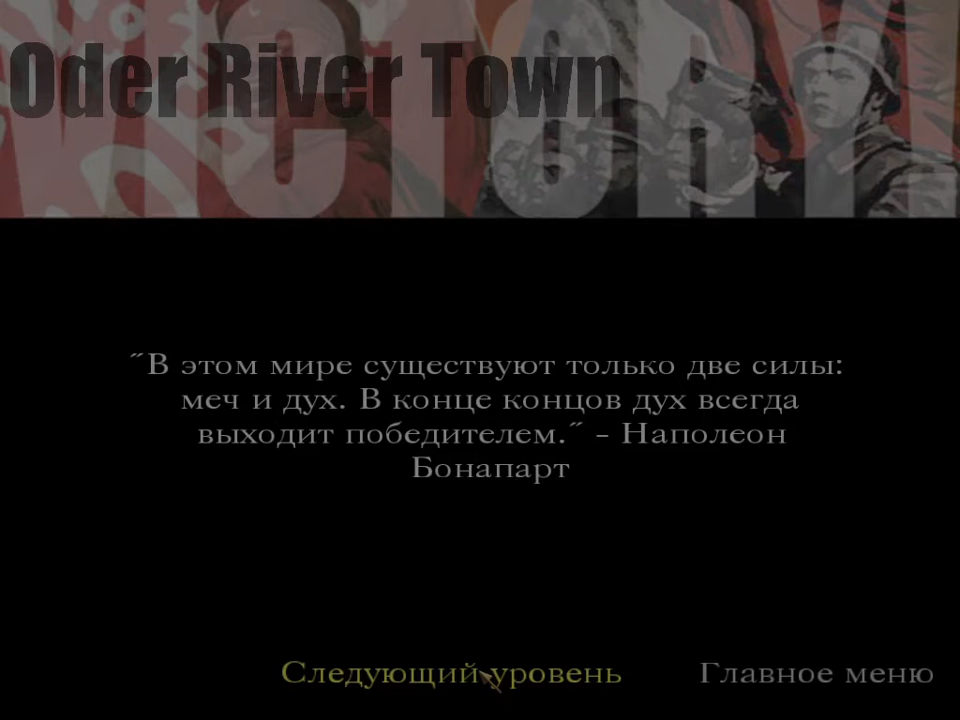 VICTORY
Oder River Town
˝В этом мире существуют только две силы:
меч и дух. В конце концов дух всегда
выходит победителем.˝ – Наполеон
Бонапарт
Следующий уровень Главное меню